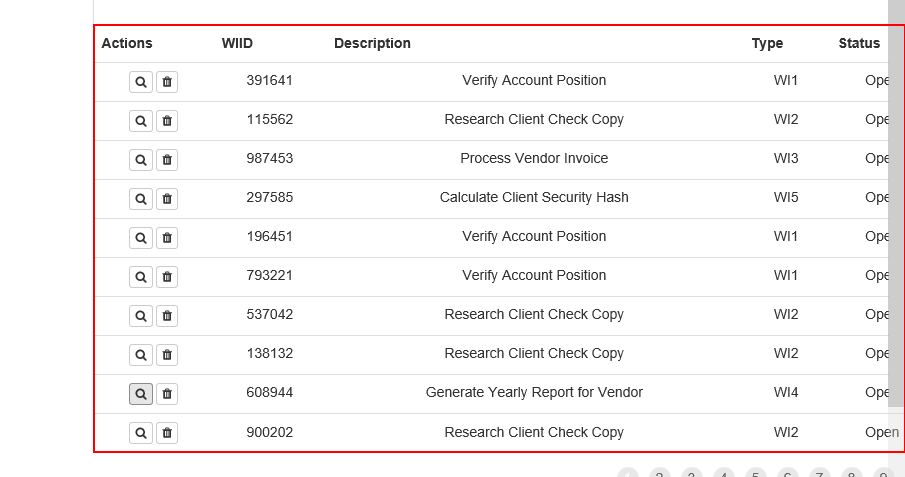 Actions WIID Description Type Status
391641 Verify Account Position WI1 Ope
115562 Research Client Check Copy WI2 Ope
987453 Process Vendor Invoice WI3 Ope
297585 Calculate Client Security Hash WI5 Ope
196451 Verify Account Position WI1 Ope
793221 Verify Account Position WI1 Ope
537042 Research Client Check Copy WI2 Ope
138132 Research Client Check Copy WI2 Ope
608944 Generate Yearly Report for Vendor WI4 Ope
900202 Research Client Check Copy WI2 Open
1 2 3 4 5 6 7 8 9